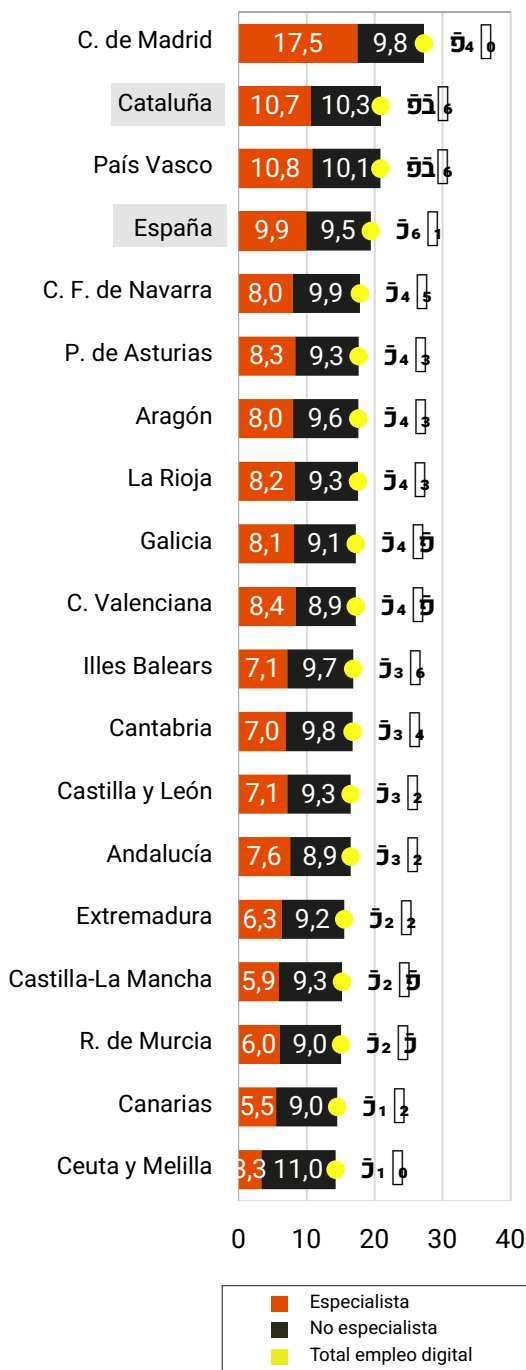 C. de Madrid 17,5 9,8
Cataluña 10,7 10,3
País Vasco 10,8 10,1
España 9,9 9,5
C. F. de Navarra 8,0 9,9
P. de Asturias 8,3 9,3
Aragón 8,0 9,6
La Rioja 8,2 9,3
Galicia 8,1 9,1
C. Valenciana 8,4 8,9
Illes Balears 7,1 9,7
Cantabria 7,0 9,8
Castilla y León 7,1 9,3
Andalucía 7,6 8,9
Extremadura 6,3 9,2
Castilla-La Mancha 5,9 9,3
R. de Murcia 6,0 9,0
Canarias 5,5 9,0
Ceuta y Melilla 3,3 11,0
0 10 20 30 40
Especialista
No especialista
Total empleo digital